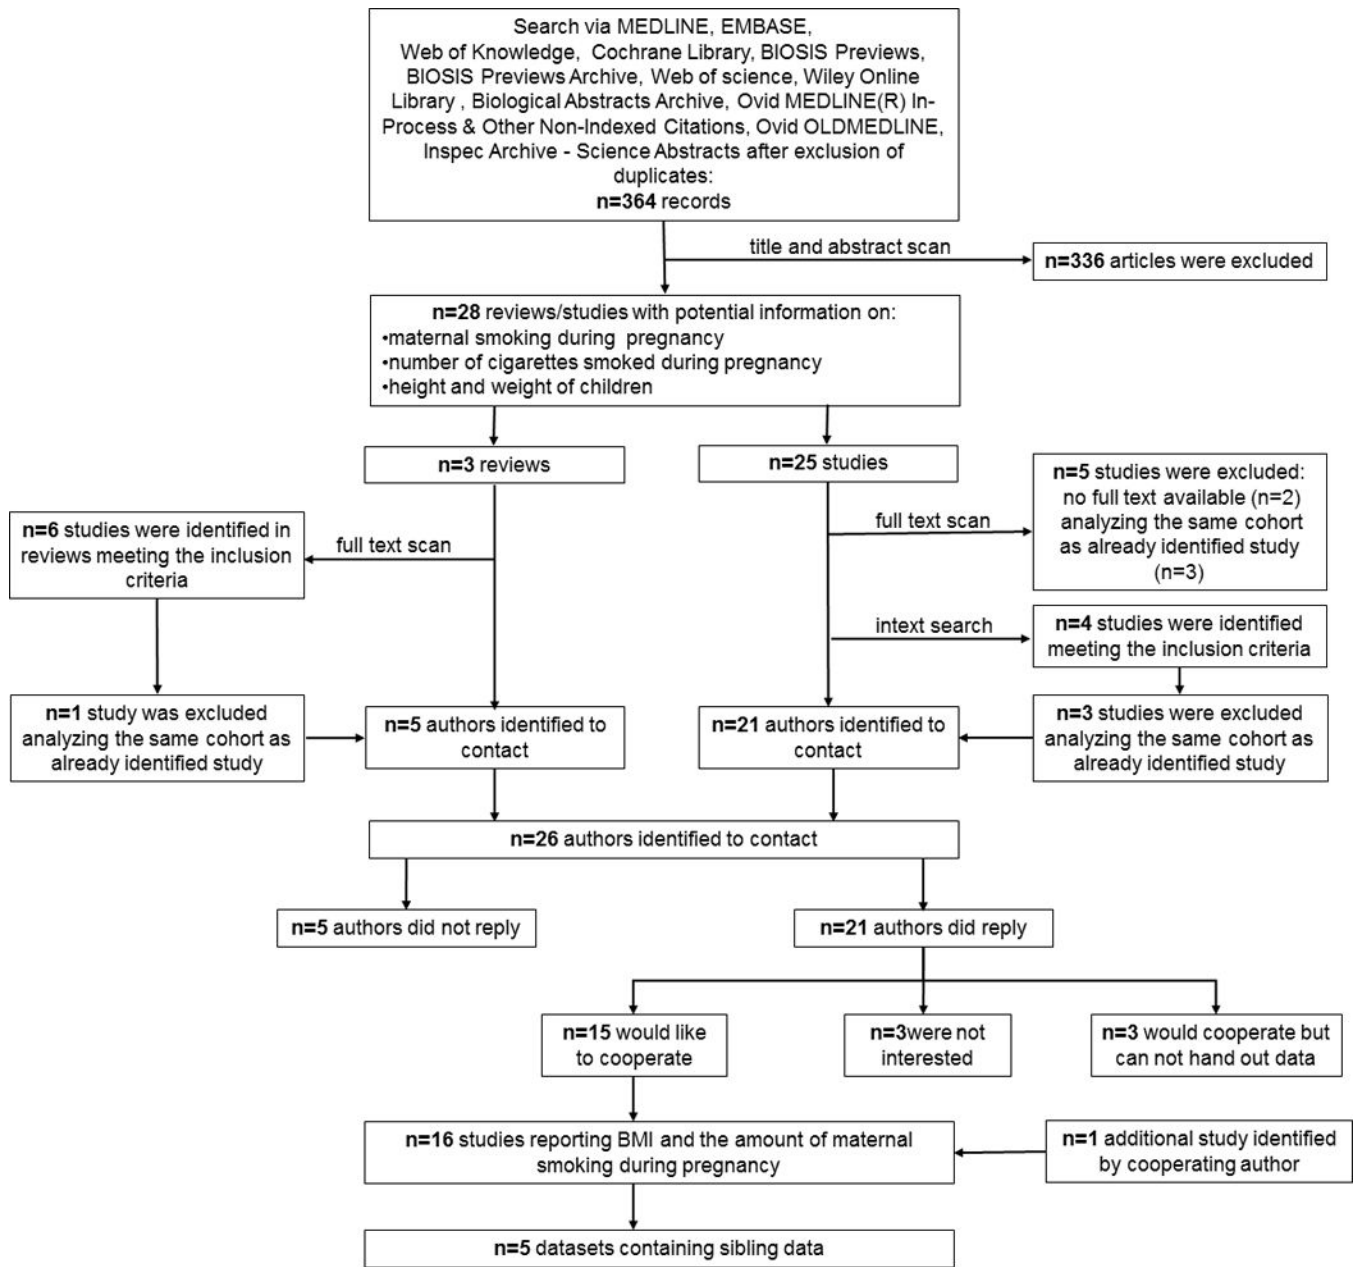 Search via MEDLINE, EMBASE,
Web of Knowledge, Cochrane Library, BIOSIS Previews,
BIOSIS Previews Archive, Web of science, Wiley Online
Library , Biological Abstracts Archive, Ovid MEDLINE(R) In-
Process & Other Non-Indexed Citations, Ovid OLDMEDLINE,
Inspec Archive - Science Abstracts after exclusion of
duplicates:
n=364 records
title and abstract scan
n=336 articles were excluded
n=28 reviews/studies with potential information on:
•maternal smoking during pregnancy
•number of cigarettes smoked during pregnancy
•height and weight of children
n=3 reviews
n=25 studies
n=5 studies were excluded:
no full text available (n=2)
analyzing the same cohort
as already identified study
(n=3)
full text scan
full text scan
n=6 studies were identified in
reviews meeting the inclusion
criteria
intext search
n=4 studies were identified
meeting the inclusion criteria
n=1 study was excluded
analyzing the same cohort as
already identified study
n=5 authors identified to
contact
n=21 authors identified to
contact
n=3 studies were excluded
analyzing the same cohort as
already identified study
n=26 authors identified to contact
n=5 authors did not reply
n=21 authors did reply
n=15 would like
to cooperate
n=3were not
interested
n=3 would cooperate but
can not hand out data
n=16 studies reporting BMI and the amount of maternal
smoking during pregnancy
n=1 additional study identified
by cooperating author
n=5 datasets containing sibling data